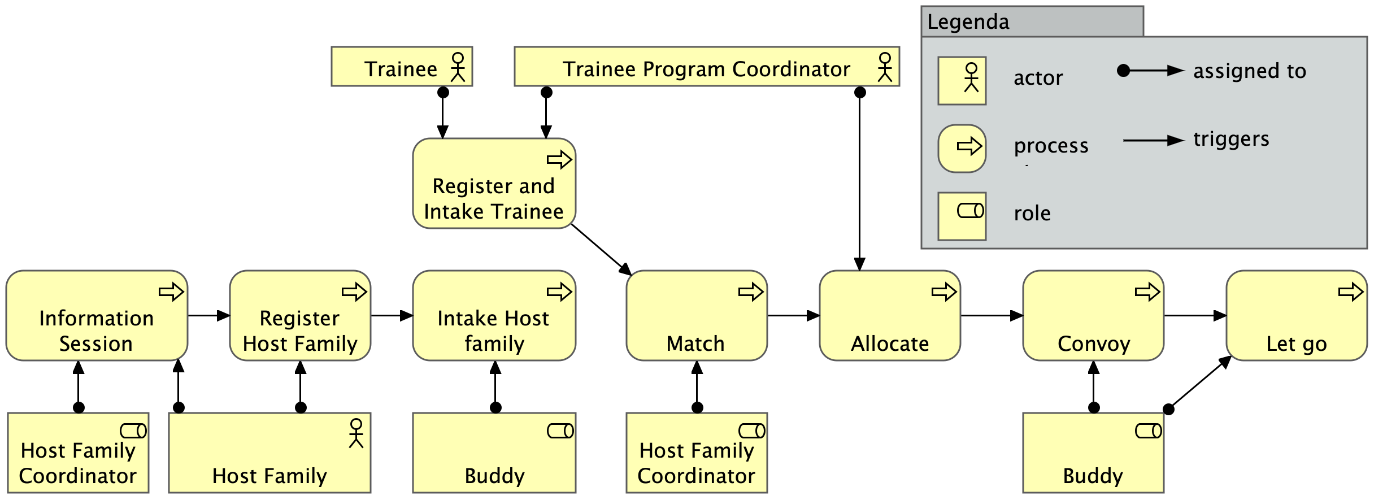 Legenda
actor
assigned to
process
triggers
role
Trainee
Trainee Program Coordinator
Register and
Intake Trainee
Information
Session
Register
Host Family
Intake Host
family
Match
Allocate
Convoy
Let go
Host Family
Coordinator
Host Family
Buddy
Host Family
Coordinator
Buddy